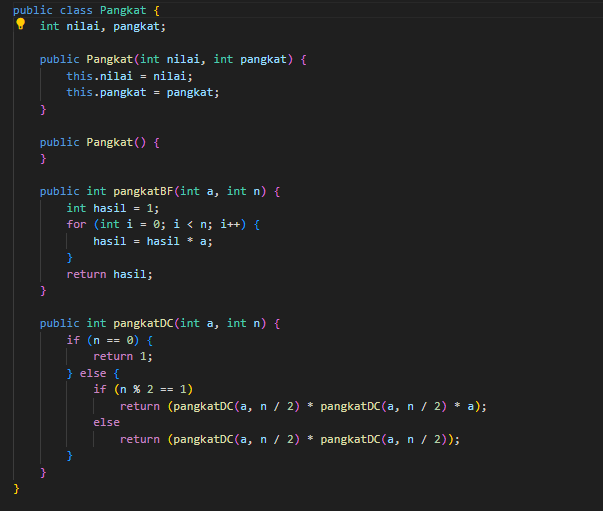 public class Pangkat {
    int nilai, pangkat;

    public Pangkat(int nilai, int pangkat) {
        this.nilai = nilai;
        this.pangkat = pangkat;
    }

    public Pangkat() {
    }

    public int pangkatBF(int a, int n) {
        int hasil = 1;
        for (int i = 0; i < n; i++) {
            hasil = hasil * a;
        }
        return hasil;
    }

    public int pangkatDC(int a, int n) {
        if (n == 0) {
            return 1;
        } else {
            if (n % 2 == 1)
                return (pangkatDC(a, n / 2) * pangkatDC(a, n / 2) * a);
            else
                return (pangkatDC(a, n / 2) * pangkatDC(a, n / 2));
        }
    }
}